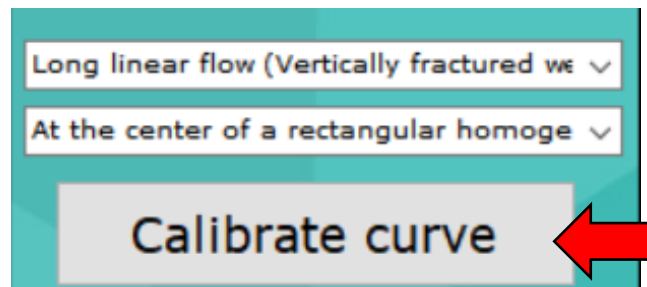 Long linear flow (Vertically fractured we
At the center of a rectangular homoge
Calibrate curve